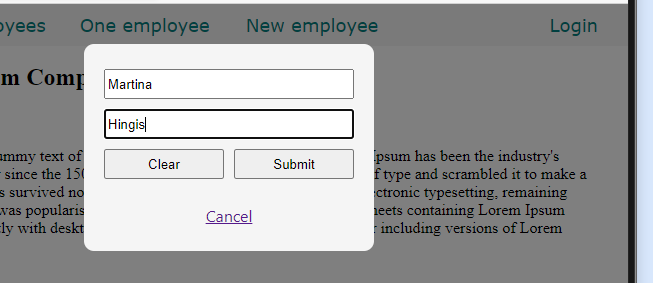 oyees One employee New employee Login
m Comp
Martina
Hingis
Clear Submit
Cancel
ummy text of Ipsum has been the industry's
since the 150 f type and scrambled it to make a
s survived no ctronic typesetting, remaining
was popularis heets containing Lorem Ipsum
ly with deskt r including versions of Lorem